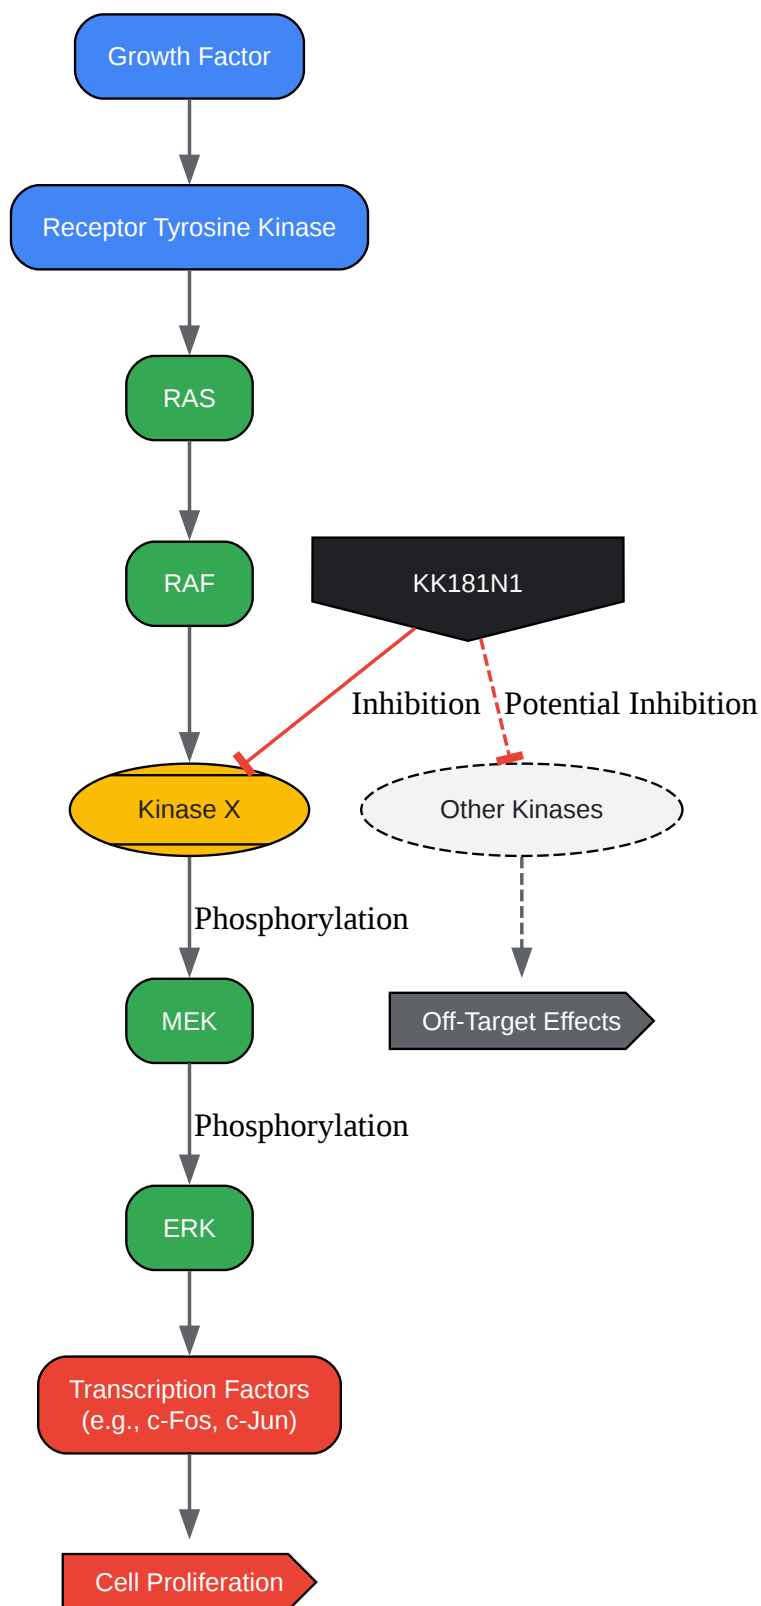 Growth Factor
Receptor Tyrosine Kinase
RAS
RAF
KK181N1
Inhibition
Potential Inhibition
Kinase X
Other Kinases
Phosphorylation
MEK
Off-Target Effects
Phosphorylation
ERK
Transcription Factors
(e.g., c-Fos, c-Jun)
Cell Proliferation